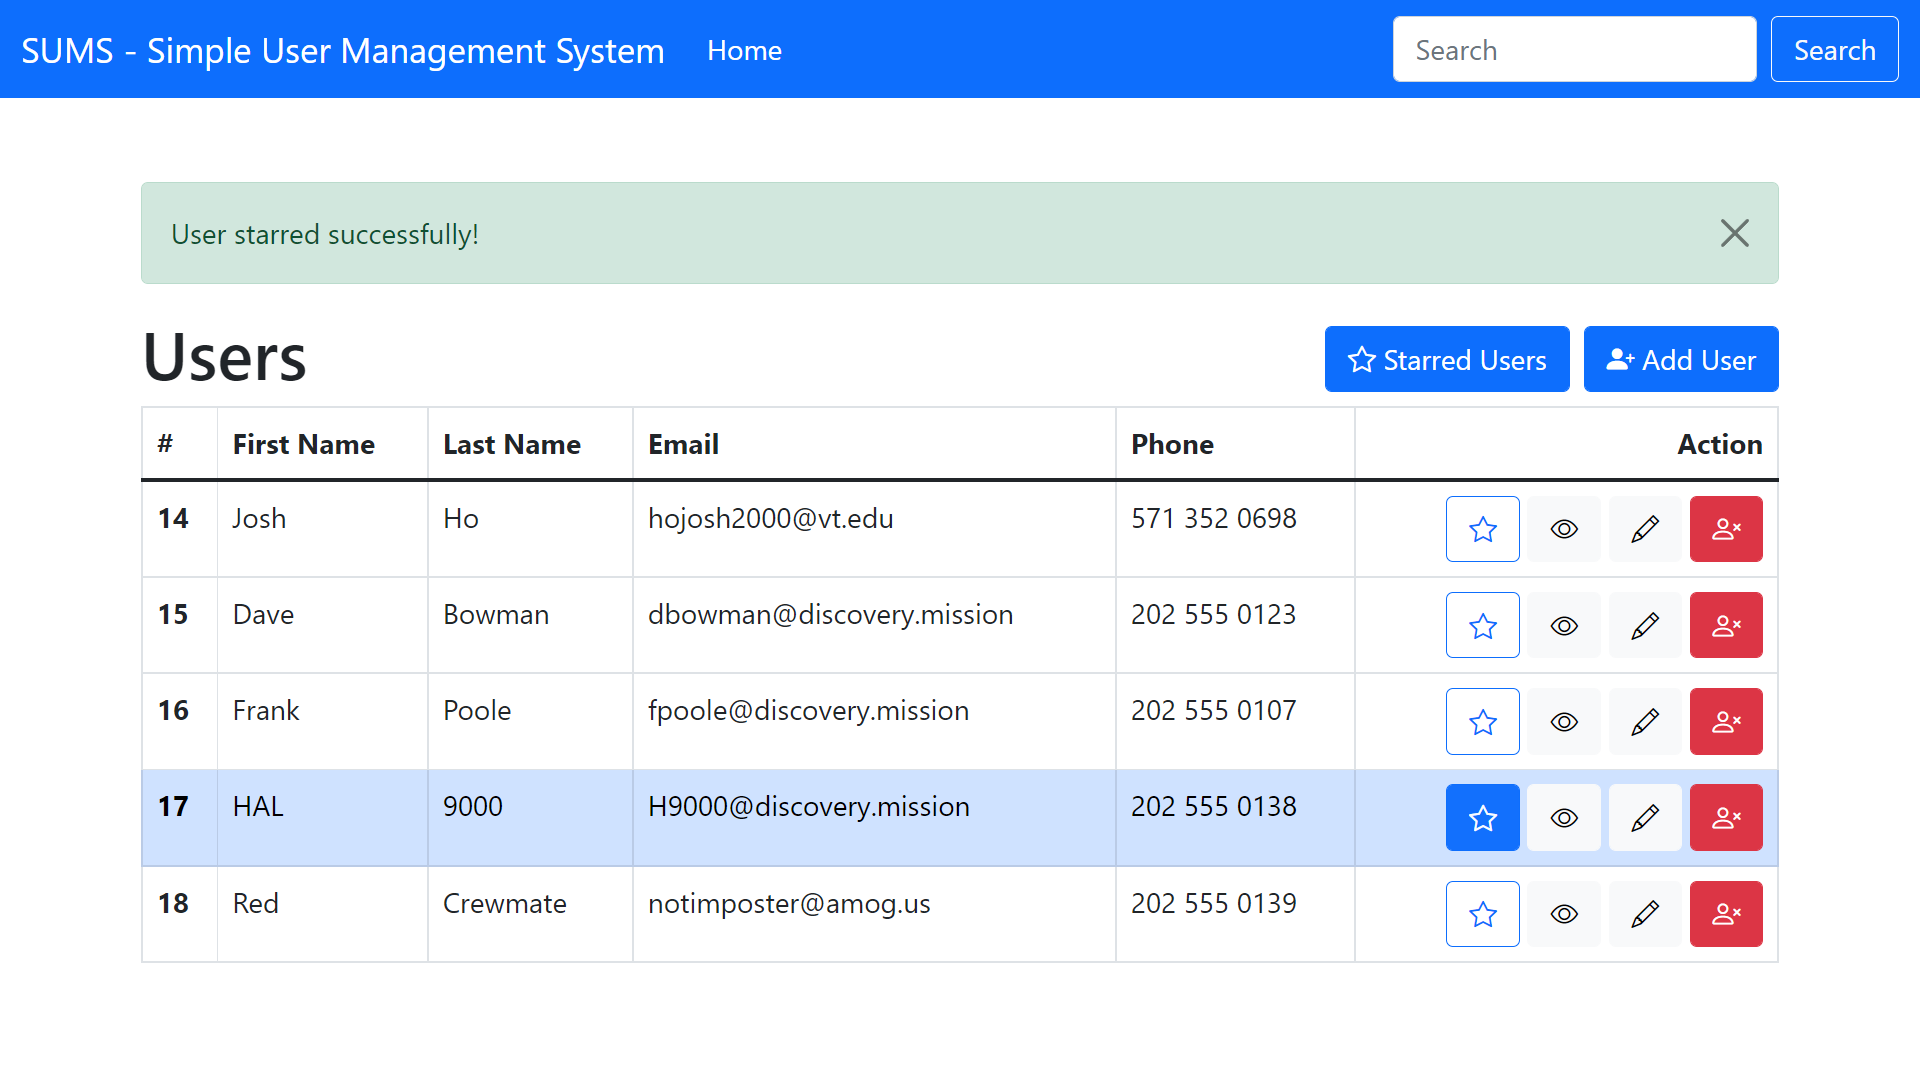 SUMS - Simple User Management System Home Search Search
User starred successfully!
Users Starred Users Add User
# First Name Last Name Email Phone Action
14 Josh Ho hojosh2000@vt.edu 571 352 0698
15 Dave Bowman dbowman@discovery.mission 202 555 0123
16 Frank Poole fpoole@discovery.mission 202 555 0107
17 HAL 9000 H9000@discovery.mission 202 555 0138
18 Red Crewmate notimposter@amog.us 202 555 0139